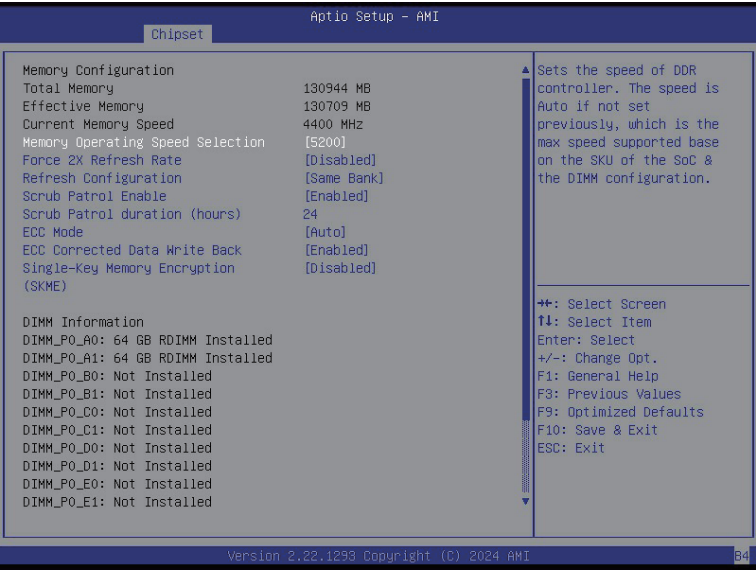 Aptio Setup – AMI
Chipset
Memory Configuration
Total Memory 130944 MB
Effective Memory 130709 MB
Current Memory Speed 4400 MHz
Memory Operating Speed Selection [5200]
Force 2X Refresh Rate [Disabled]
Refresh Configuration [Same Bank]
Scrub Patrol Enable [Enabled]
Scrub Patrol duration (hours) 24
ECC Mode [Auto]
ECC Corrected Data Write Back [Enabled]
Single-Key Memory Encryption [Disabled]
(SKME)
DIMM Information
DIMM_P0_A0: 64 GB RDIMM Installed
DIMM_P0_A1: 64 GB RDIMM Installed
DIMM_P0_B0: Not Installed
DIMM_P0_B1: Not Installed
DIMM_P0_C0: Not Installed
DIMM_P0_C1: Not Installed
DIMM_P0_D0: Not Installed
DIMM_P0_D1: Not Installed
DIMM_P0_E0: Not Installed
DIMM_P0_E1: Not Installed
Sets the speed of DDR
controller. The speed is
Auto if not set
previously, which is the
max speed supported base
on the SKU of the SoC &
the DIMM configuration.
→←: Select Screen
↑↓: Select Item
Enter: Select
+/-: Change Opt.
F1: General Help
F3: Previous Values
F9: Optimized Defaults
F10: Save & Exit
ESC: Exit
Version 2.22.1293 Copyright (C) 2024 AMI
B4